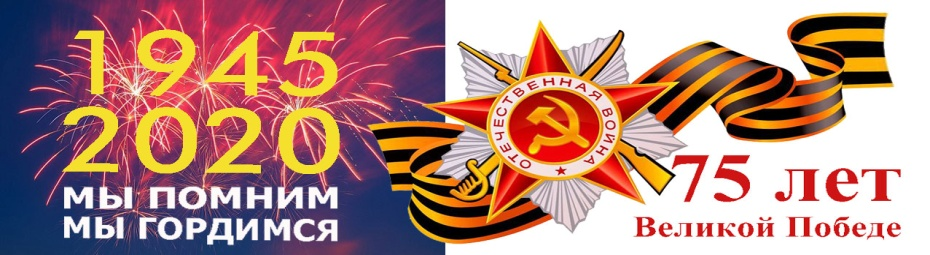 1945
2020
МЫ ПОМНИМ
МЫ ГОРДИМСЯ
ОТЕЧЕСТВЕННАЯ ВОЙНА
75 лет
Великой Победе